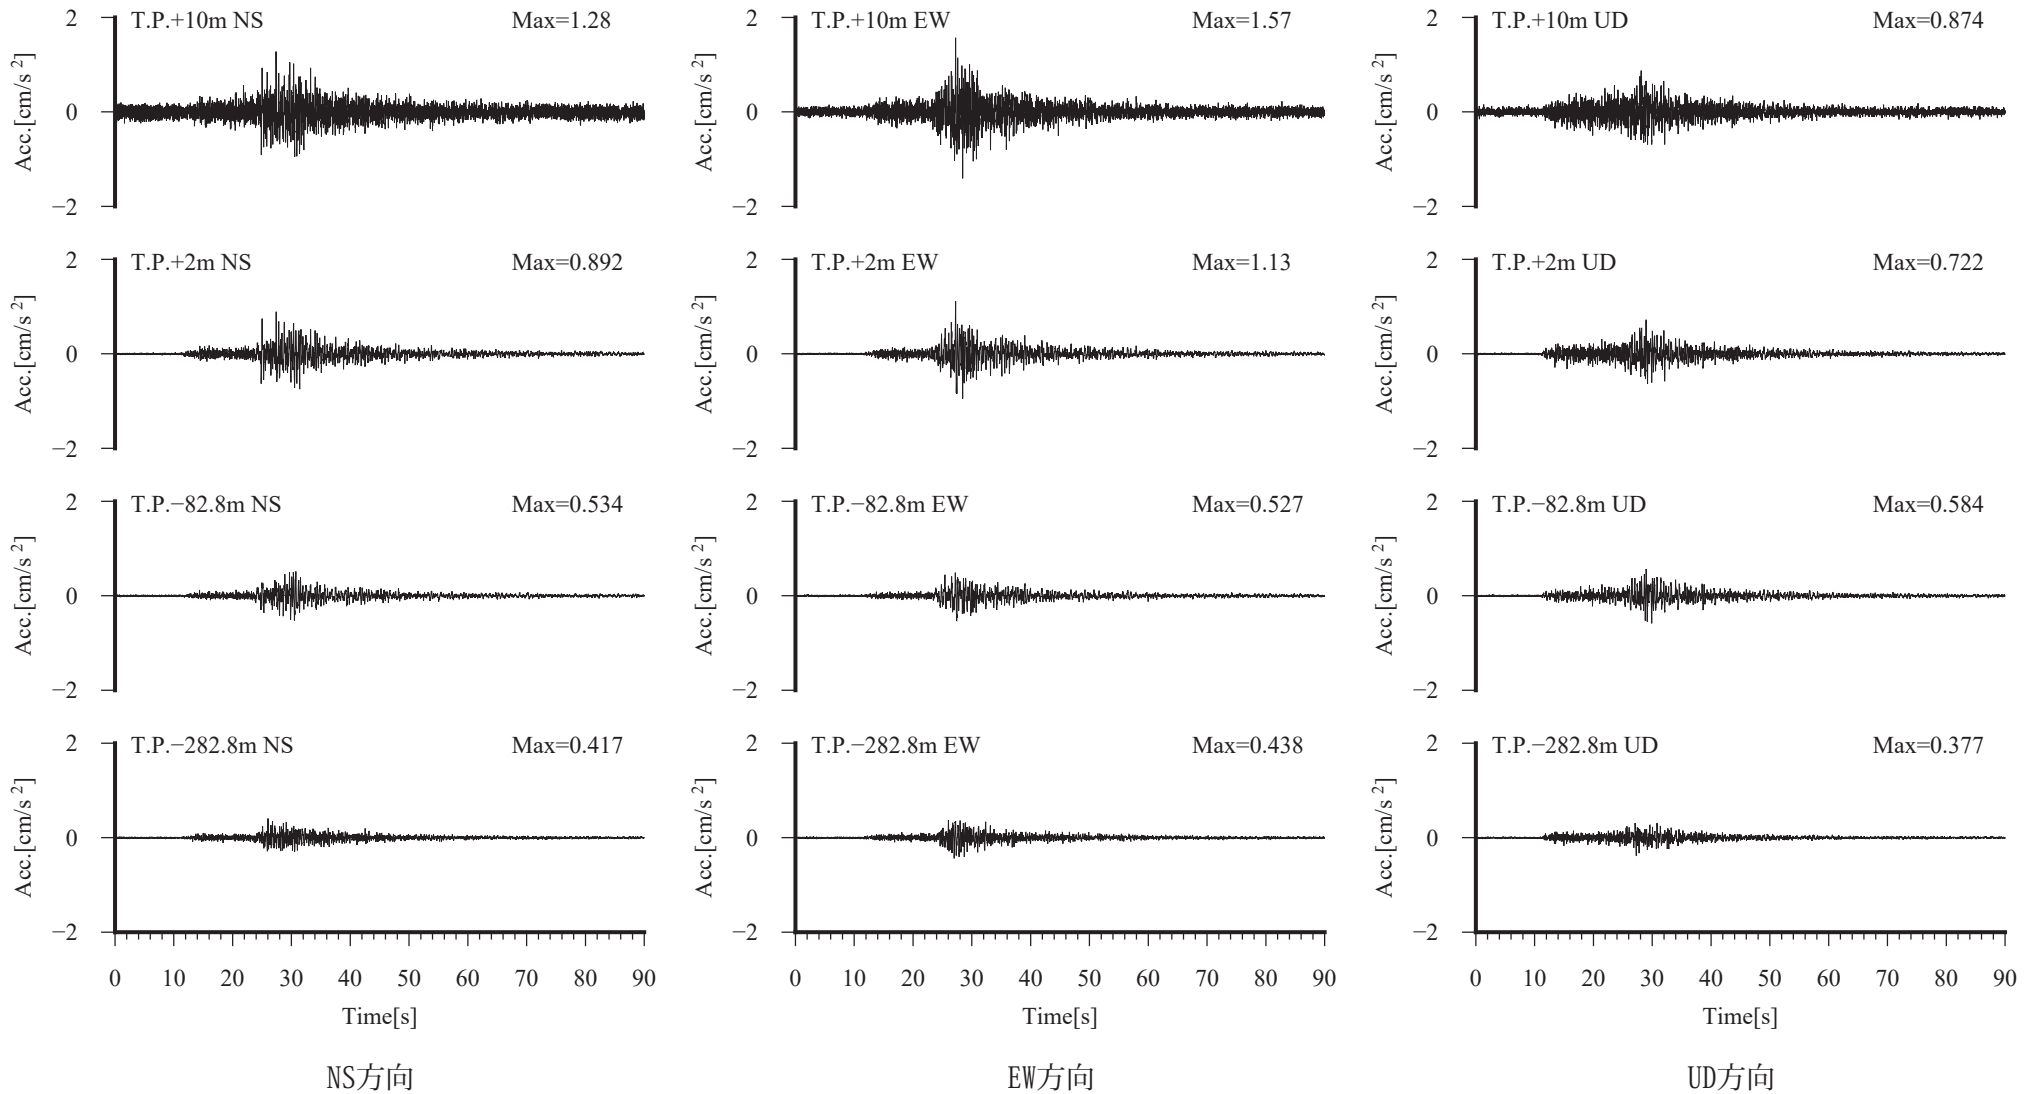 T.P.+10m NS Max=1.28
2
0
−2
Acc.[cm/s²]
T.P.+10m EW Max=1.57
2
0
−2
Acc.[cm/s²]
T.P.+10m UD Max=0.874
2
0
−2
Acc.[cm/s²]
T.P.+2m NS Max=0.892
2
0
−2
Acc.[cm/s²]
T.P.+2m EW Max=1.13
2
0
−2
Acc.[cm/s²]
T.P.+2m UD Max=0.722
2
0
−2
Acc.[cm/s²]
T.P.−82.8m NS Max=0.534
2
0
−2
Acc.[cm/s²]
T.P.−82.8m EW Max=0.527
2
0
−2
Acc.[cm/s²]
T.P.−82.8m UD Max=0.584
2
0
−2
Acc.[cm/s²]
T.P.−282.8m NS Max=0.417
2
0
−2
Acc.[cm/s²]
0 10 20 30 40 50 60 70 80 90
Time[s]
NS方向
T.P.−282.8m EW Max=0.438
2
0
−2
Acc.[cm/s²]
0 10 20 30 40 50 60 70 80 90
Time[s]
EW方向
T.P.−282.8m UD Max=0.377
2
0
−2
Acc.[cm/s²]
0 10 20 30 40 50 60 70 80 90
Time[s]
UD方向